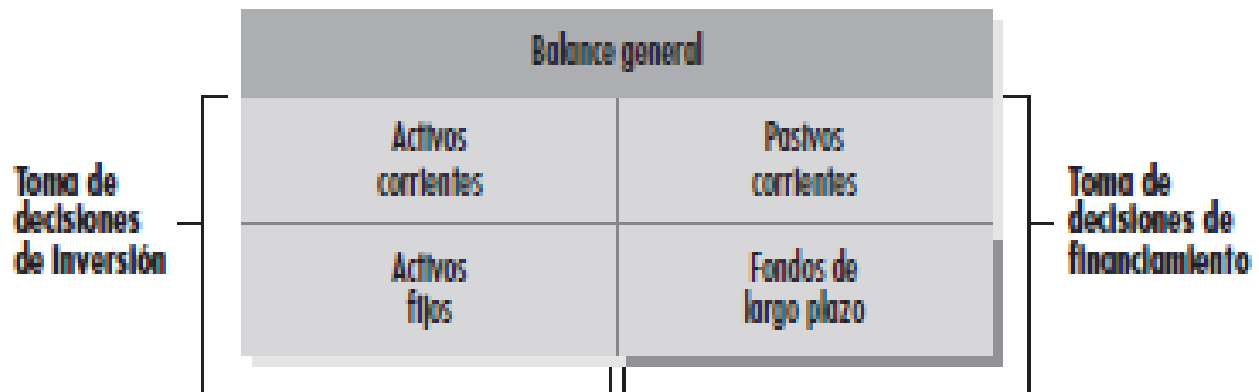 Balance general
Activos
corrientes
Pasivos
corrientes
Toma de
decisiones
de inversión
Toma de
decisiones de
financiamiento
Activos
fijos
Fondos de
largo plazo